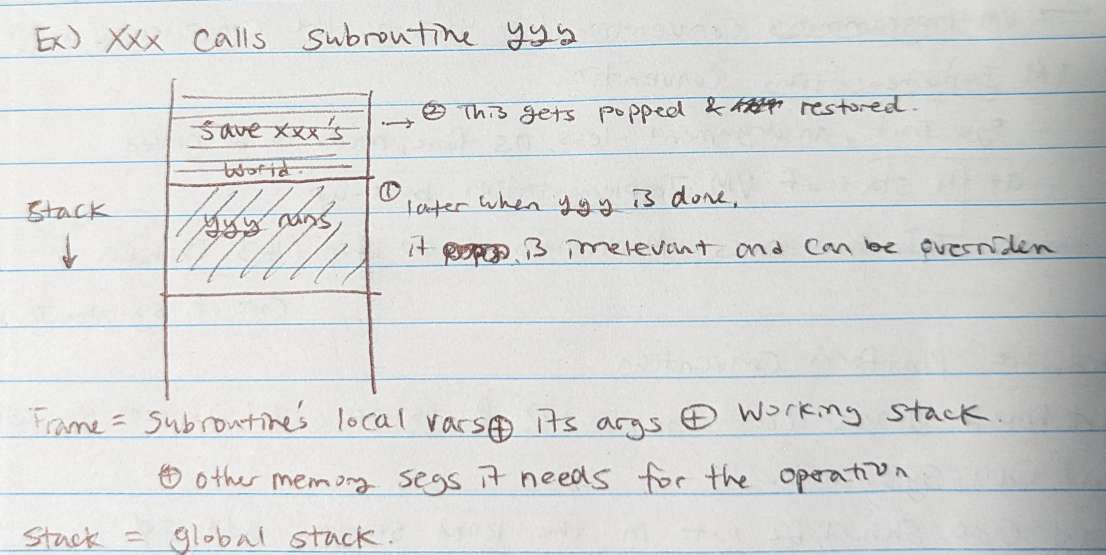 Ex) xxx calls subroutine yyy
→ ② This gets popped & restored.
save xxx's
world.
Stack
↓
yyy runs
① later when yyy is done,
it is irrelevant and can be overriden
Frame = Subroutine's local vars ⊕ its args ⊕ working stack.
⊕ other memory segs it needs for the operation
Stack = global stack.